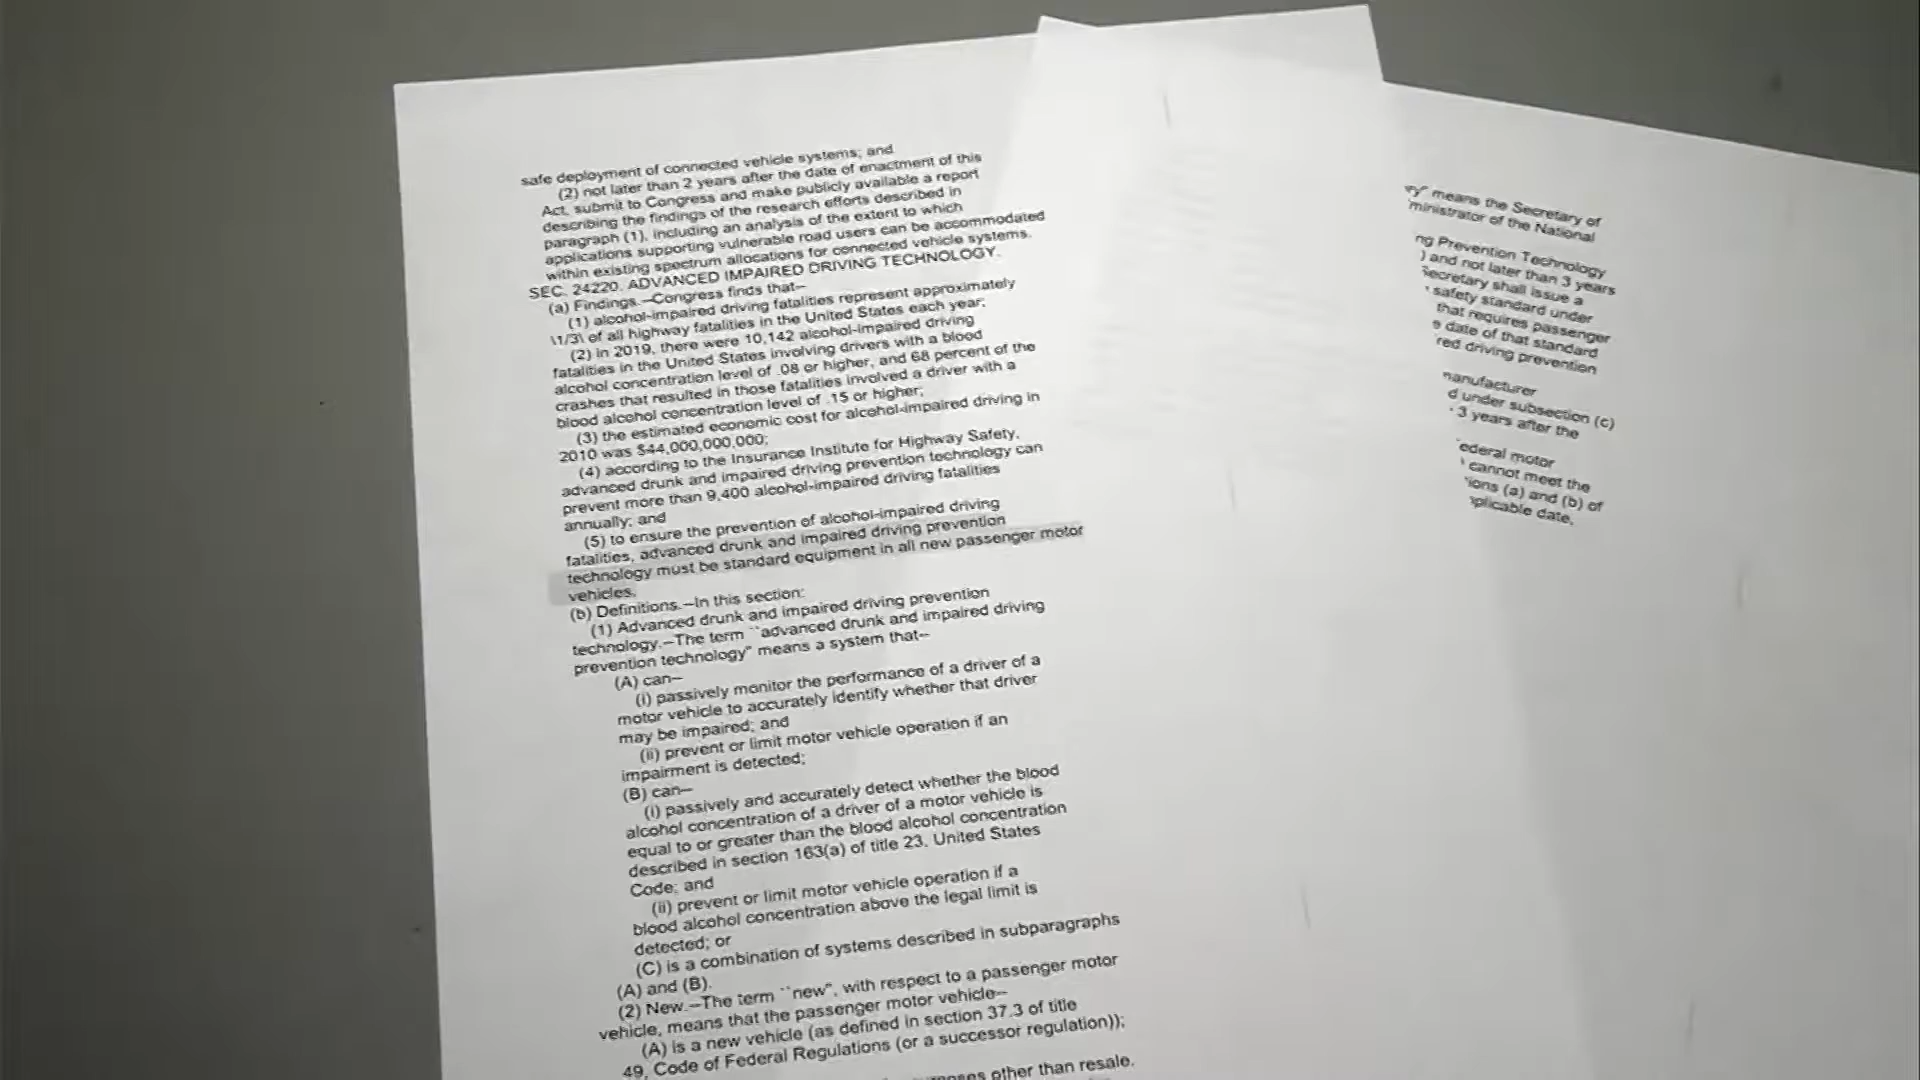 safe deployment of connected vehicle systems; and
(2) not later than 2 years after the date of enactment of this
Act, submit to Congress and make publicly available a report
describing the findings of the research efforts described in
paragraph (1), including an analysis of the extent to which
applications supporting vulnerable road users can be accommodated
within existing spectrum allocations for connected vehicle systems.
SEC. 24220. ADVANCED IMPAIRED DRIVING TECHNOLOGY.
(a) Findings.--Congress finds that--
(1) alcohol-impaired driving fatalities represent approximately
\1/3\ of all highway fatalities in the United States each year;
(2) in 2019, there were 10,142 alcohol-impaired driving
fatalities in the United States involving drivers with a blood
alcohol concentration level of .08 or higher, and 68 percent of the
crashes that resulted in those fatalities involved a driver with a
blood alcohol concentration level of .15 or higher;
(3) the estimated economic cost for alcohol-impaired driving in
2010 was $44,000,000,000;
(4) according to the Insurance Institute for Highway Safety,
advanced drunk and impaired driving prevention technology can
prevent more than 9,400 alcohol-impaired driving fatalities
annually; and
(5) to ensure the prevention of alcohol-impaired driving
fatalities, advanced drunk and impaired driving prevention
technology must be standard equipment in all new passenger motor
vehicles.
(b) Definitions.--In this section:
(1) Advanced drunk and impaired driving prevention
technology.--The term ``advanced drunk and impaired driving
prevention technology" means a system that--
(A) can--
(i) passively monitor the performance of a driver of a
motor vehicle to accurately identify whether that driver
may be impaired; and
(ii) prevent or limit motor vehicle operation if an
impairment is detected;
(B) can--
(i) passively and accurately detect whether the blood
alcohol concentration of a driver of a motor vehicle is
equal to or greater than the blood alcohol concentration
described in section 163(a) of title 23, United States
Code; and
(ii) prevent or limit motor vehicle operation if a
blood alcohol concentration above the legal limit is
detected; or
(C) is a combination of systems described in subparagraphs
(A) and (B).
(2) New.--The term ``new", with respect to a passenger motor
vehicle, means that the passenger motor vehicle--
(A) is a new vehicle (as defined in section 37.3 of title
49, Code of Federal Regulations (or a successor regulation));
other than resale.
means the Secretary of
of the National
Prevention Technology
) and not later than 3 years
Secretary shall issue a
safety standard under
that requires passenger
date of that standard
driving prevention
manufacturer
under subsection (c)
3 years after the
motor
cannot meet the
(a) and (b) of
date,